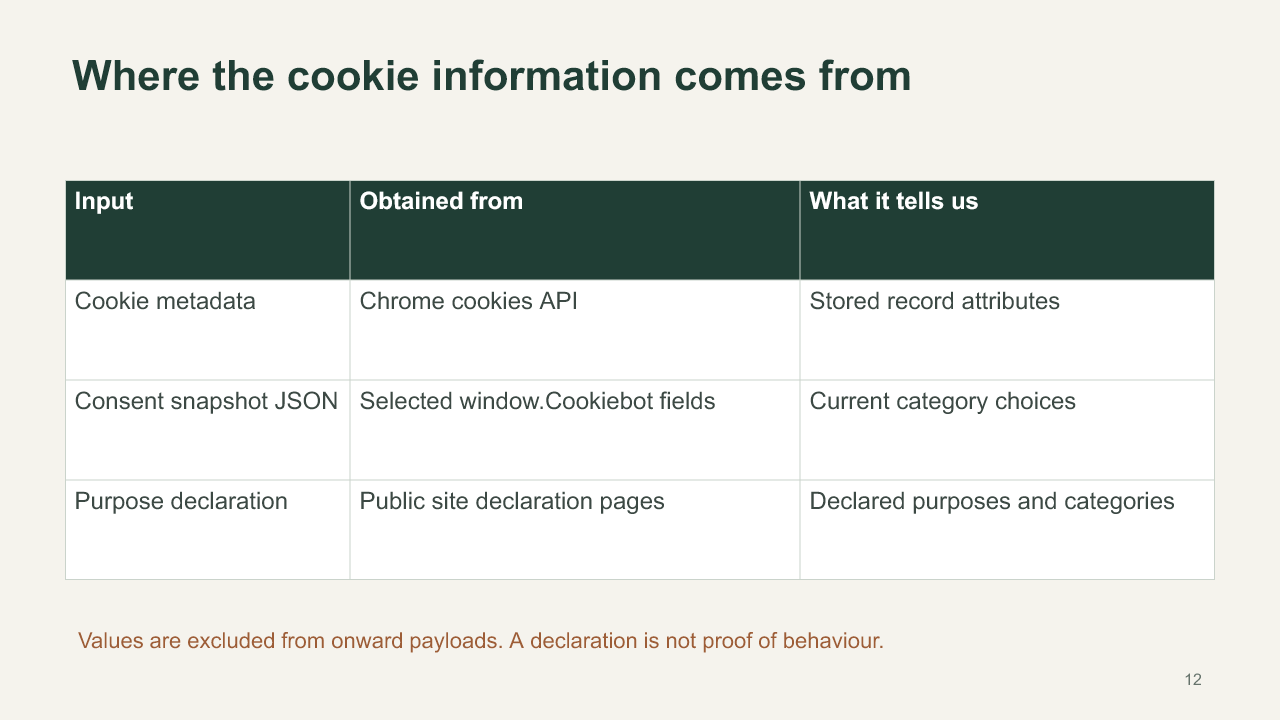 Where the cookie information comes from
Input
Obtained from
What it tells us
Cookie metadata
Chrome cookies API
Stored record attributes
Consent snapshot JSON
Selected window.Cookiebot fields
Current category choices
Purpose declaration
Public site declaration pages
Declared purposes and categories
Values are excluded from onward payloads. A declaration is not proof of behaviour.
12